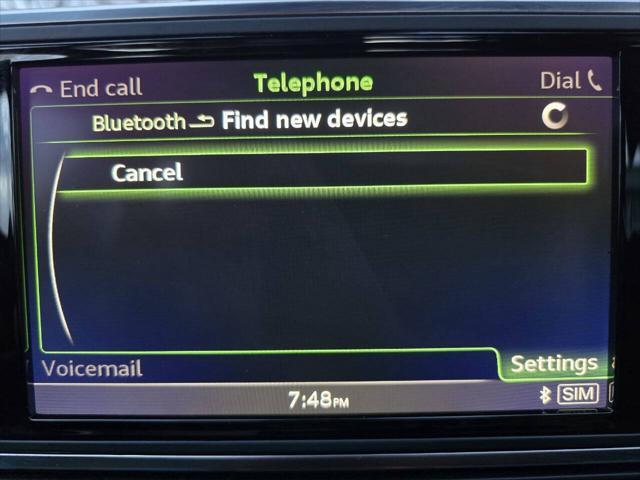 End call Telephone Dial
Bluetooth Find new devices
Cancel
Voicemail Settings
7:48PM SIM